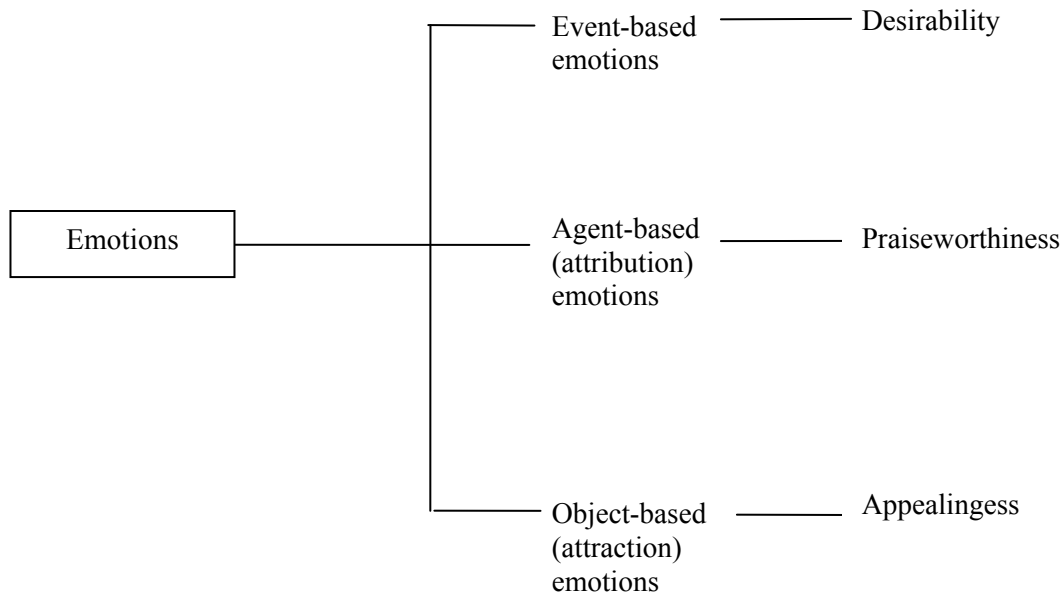 Event-based
emotions
Desirability
Emotions
Agent-based
(attribution)
emotions
Praiseworthiness
Object-based
(attraction)
emotions
Appealingess